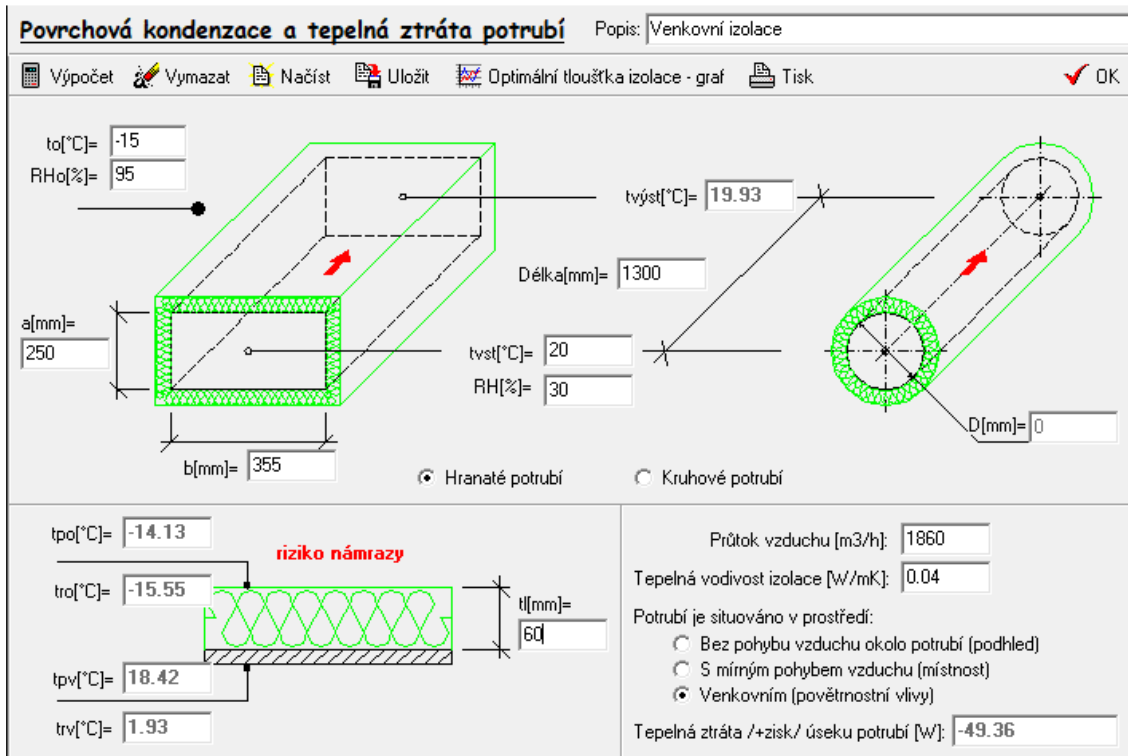 Povrchová kondenzace a tepelná ztráta potrubí Popis: Venkovní izolace
Výpočet Vymazat Načíst Uložit Optimální tloušťka izolace - graf Tisk OK
to[°C]= -15
RHo[%]= 95
tvýst[°C]= 19.93
Délka[mm]= 1300
a[mm]=
250
tvst[°C]= 20
RH[%]= 30
D[mm]= 0
b[mm]= 355
Hranaté potrubí Kruhové potrubí
tpo[°C]= -14.13
riziko námrazy
tro[°C]= -15.55
tl[mm]=
60
tpv[°C]= 18.42
trv[°C]= 1.93
Průtok vzduchu [m3/h]: 1860
Tepelná vodivost izolace [W/mK]: 0.04
Potrubí je situováno v prostředí:
Bez pohybu vzduchu okolo potrubí (podhled)
S mírným pohybem vzduchu (místnost)
Venkovním (povětrnostní vlivy)
Tepelná ztráta /+zisk/ úseku potrubí [W]: -49.36